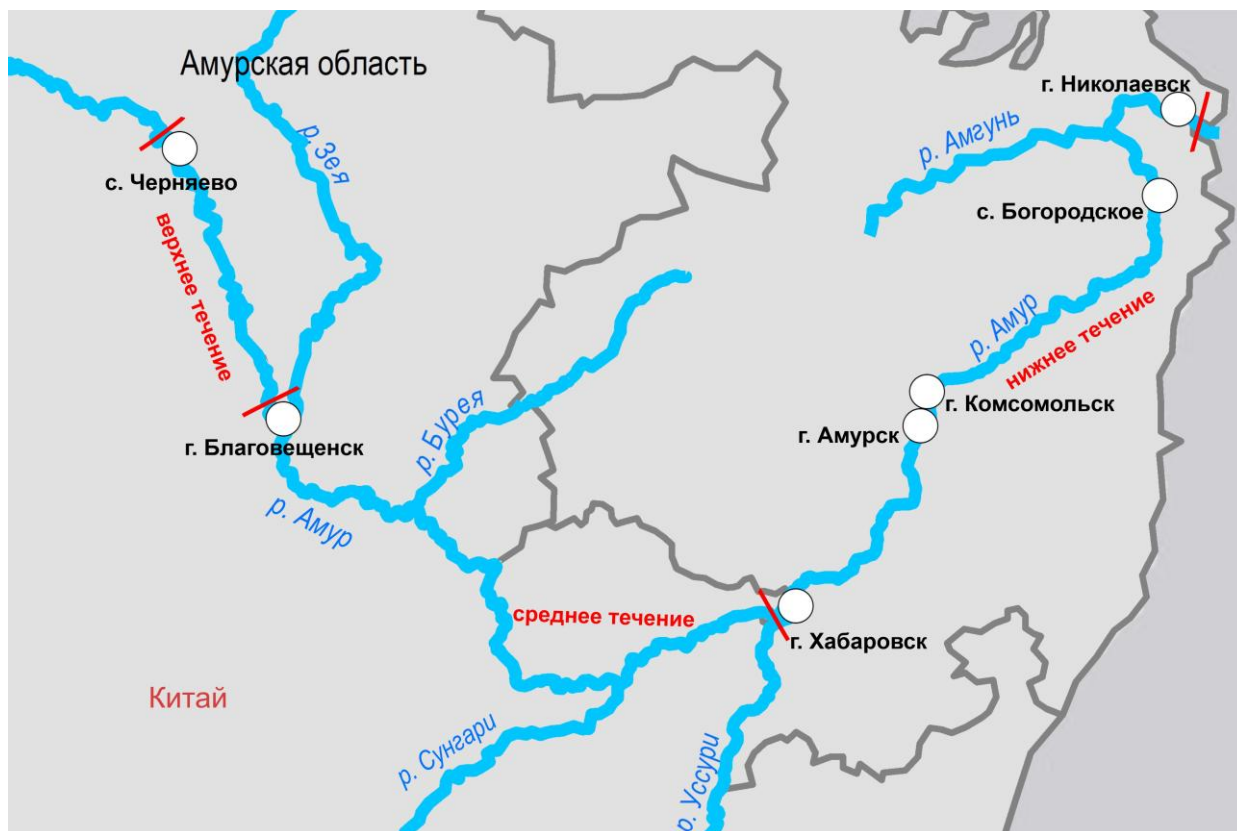 Амурская область
г. Николаевск
р. Зея
р. Амгунь
с. Черняево
с. Богородское
верхнее течение
р. Амур
нижнее течение
г. Комсомольск
р. Бурея
г. Амурск
г. Благовещенск
р. Амур
среднее течение
г. Хабаровск
Китай
р. Сунгари
р. Уссури